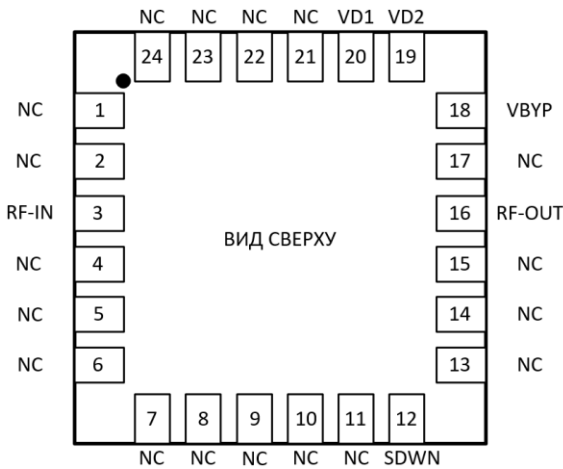 NC NC NC NC VD1 VD2
24 23 22 21 20 19
NC 1 18 VBYP
NC 2 17 NC
RF-IN 3 16 RF-OUT
ВИД СВЕРХУ
NC 4 15 NC
NC 5 14 NC
NC 6 13 NC
7 8 9 10 11 12
NC NC NC NC NC SDWN